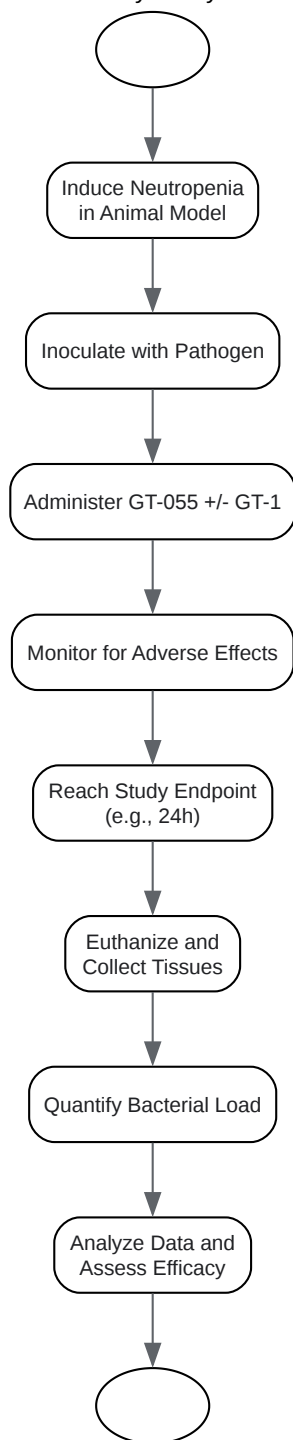 Induce Neutropenia
in Animal Model
Inoculate with Pathogen
Administer GT-055 +/- GT-1
Monitor for Adverse Effects
Reach Study Endpoint
(e.g., 24h)
Euthanize and
Collect Tissues
Quantify Bacterial Load
Analyze Data and
Assess Efficacy